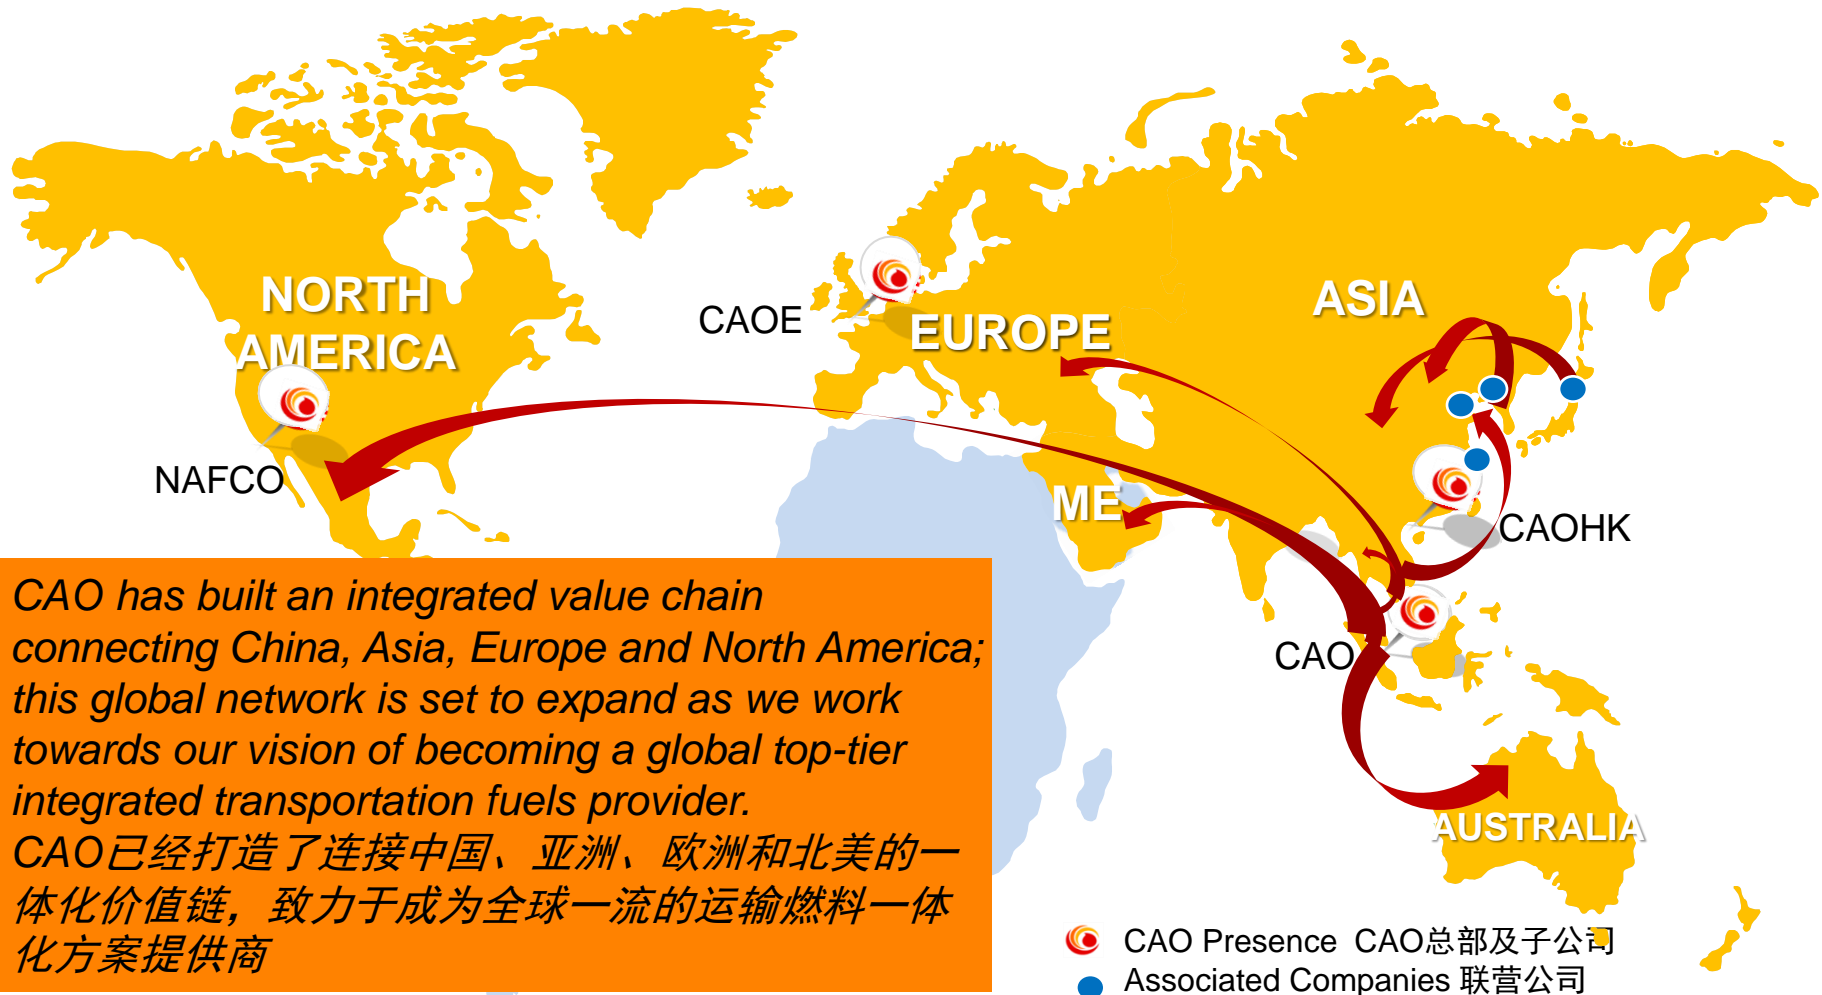 NORTH
AMERICA
ASIA
CAOE
EUROPE
NAFCO
ME
CAOHK
CAO
AUSTRALIA
CAO has built an integrated value chain
connecting China, Asia, Europe and North America;
this global network is set to expand as we work
towards our vision of becoming a global top-tier
integrated transportation fuels provider.
CAO已经打造了连接中国、亚洲、欧洲和北美的一
体化价值链，致力于成为全球一流的运输燃料一体
化方案提供商
CAO Presence CAO总部及子公司
Associated Companies 联营公司